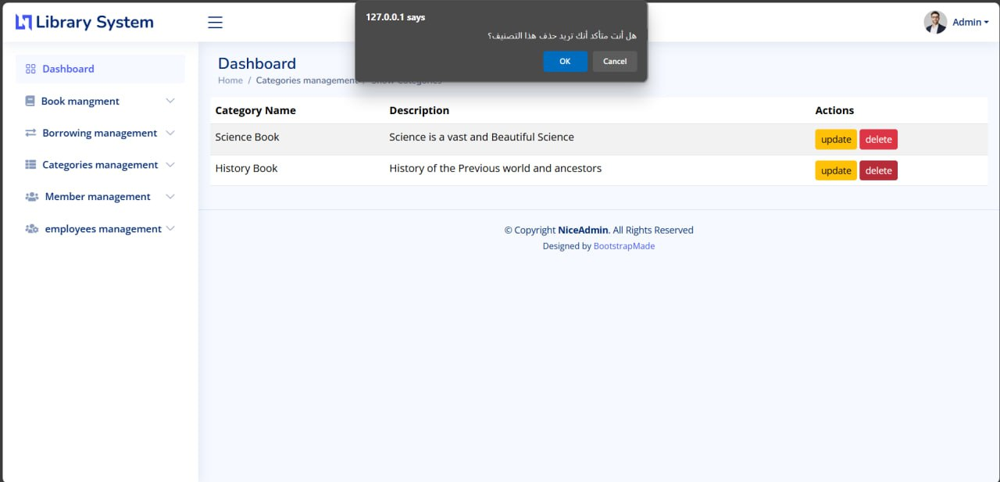 Library System
127.0.0.1 says
هل أنت متأكد أنك تريد حذف هذا التصنيف؟
OK Cancel
Admin
Dashboard
Book mangment
Borrowing management
Categories management
Member management
employees management
Dashboard
Home / Categories management / Show Categories
Category Name Description Actions
Science Book Science is a vast and Beautiful Science update delete
History Book History of the Previous world and ancestors update delete
© Copyright NiceAdmin. All Rights Reserved
Designed by BootstrapMade